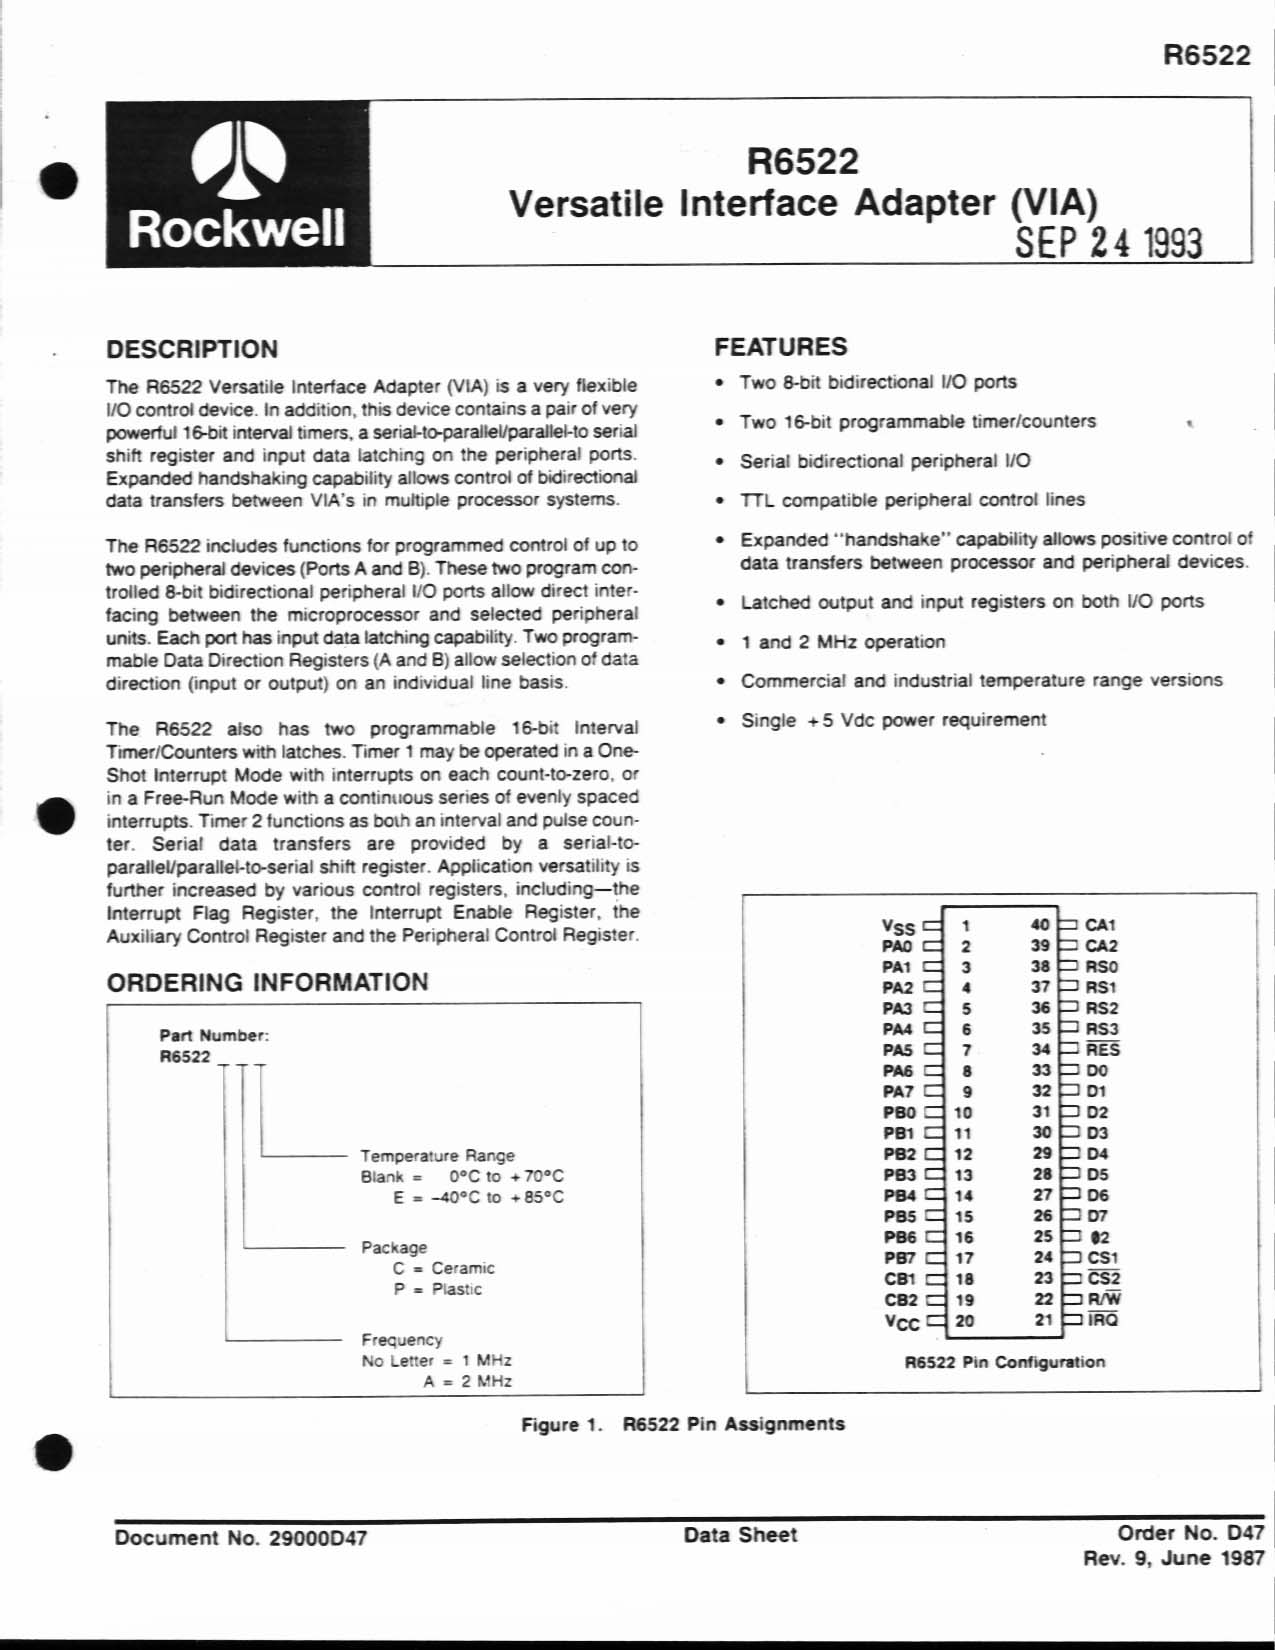 R6522
Rockwell
R6522
Versatile Interface Adapter (VIA)
SEP 24 1993
DESCRIPTION
The R6522 Versatile Interface Adapter (VIA) is a very flexible
I/O control device. In addition, this device contains a pair of very
powerful 16-bit interval timers, a serial-to-parallel/parallel-to serial
shift register and input data latching on the peripheral ports.
Expanded handshaking capability allows control of bidirectional
data transfers between VIA's in multiple processor systems.
The R6522 includes functions for programmed control of up to
two peripheral devices (Ports A and B). These two program con-
trolled 8-bit bidirectional peripheral I/O ports allow direct inter-
facing between the microprocessor and selected peripheral
units. Each port has input data latching capability. Two program-
mable Data Direction Registers (A and B) allow selection of data
direction (input or output) on an individual line basis.
The R6522 also has two programmable 16-bit Interval
Timer/Counters with latches. Timer 1 may be operated in a One-
Shot Interrupt Mode with interrupts on each count-to-zero, or
in a Free-Run Mode with a continuous series of evenly spaced
interrupts. Timer 2 functions as both an interval and pulse coun-
ter. Serial data transfers are provided by a serial-to-
parallel/parallel-to-serial shift register. Application versatility is
further increased by various control registers, including—the
Interrupt Flag Register, the Interrupt Enable Register, the
Auxiliary Control Register and the Peripheral Control Register.
ORDERING INFORMATION
Part Number:
R6522 _ _ _
Temperature Range
Blank = 0°C to +70°C
E = -40°C to +85°C
Package
C = Ceramic
P = Plastic
Frequency
No Letter = 1 MHz
A = 2 MHz
FEATURES
• Two 8-bit bidirectional I/O ports
• Two 16-bit programmable timer/counters
• Serial bidirectional peripheral I/O
• TTL compatible peripheral control lines
• Expanded "handshake" capability allows positive control of
data transfers between processor and peripheral devices.
• Latched output and input registers on both I/O ports
• 1 and 2 MHz operation
• Commercial and industrial temperature range versions
• Single +5 Vdc power requirement
VSS 1 40 CA1
PA0 2 39 CA2
PA1 3 38 RS0
PA2 4 37 RS1
PA3 5 36 RS2
PA4 6 35 RS3
PA5 7 34 R̅E̅S̅
PA6 8 33 D0
PA7 9 32 D1
PB0 10 31 D2
PB1 11 30 D3
PB2 12 29 D4
PB3 13 28 D5
PB4 14 27 D6
PB5 15 26 D7
PB6 16 25 Ø2
PB7 17 24 CS1
CB1 18 23 C̅S̅2̅
CB2 19 22 R/W̅
VCC 20 21 I̅R̅Q̅
R6522 Pin Configuration
Figure 1. R6522 Pin Assignments
Document No. 29000D47
Data Sheet
Order No. D47
Rev. 9, June 1987